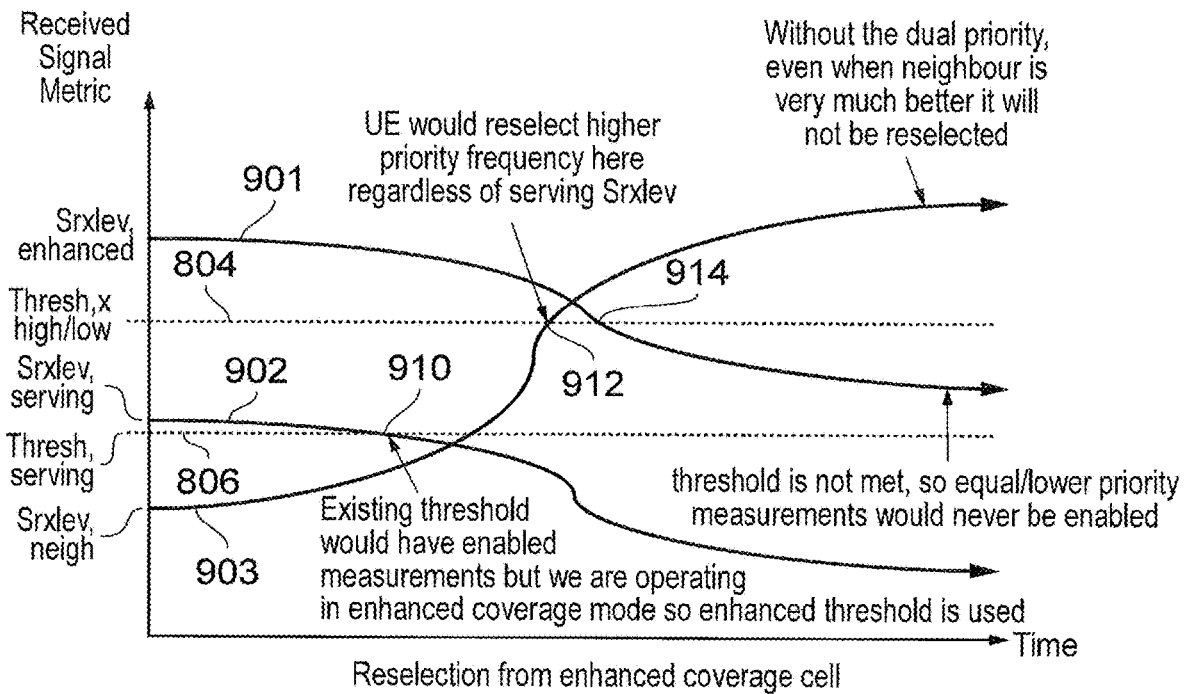 Received
Signal
Metric
Without the dual priority,
even when neighbour is
very much better it will
not be reselected
UE would reselect higher
priority frequency here
regardless of serving Srxlev
901
Srxlev,
enhanced
804
914
Thresh,x
high/low
912
Srxlev,
serving
902
910
Thresh,
serving
806
threshold is not met, so equal/lower priority
measurements would never be enabled
Srxlev,
neigh
903
Existing threshold
would have enabled
measurements but we are operating
in enhanced coverage mode so enhanced threshold is used
Time
Reselection from enhanced coverage cell